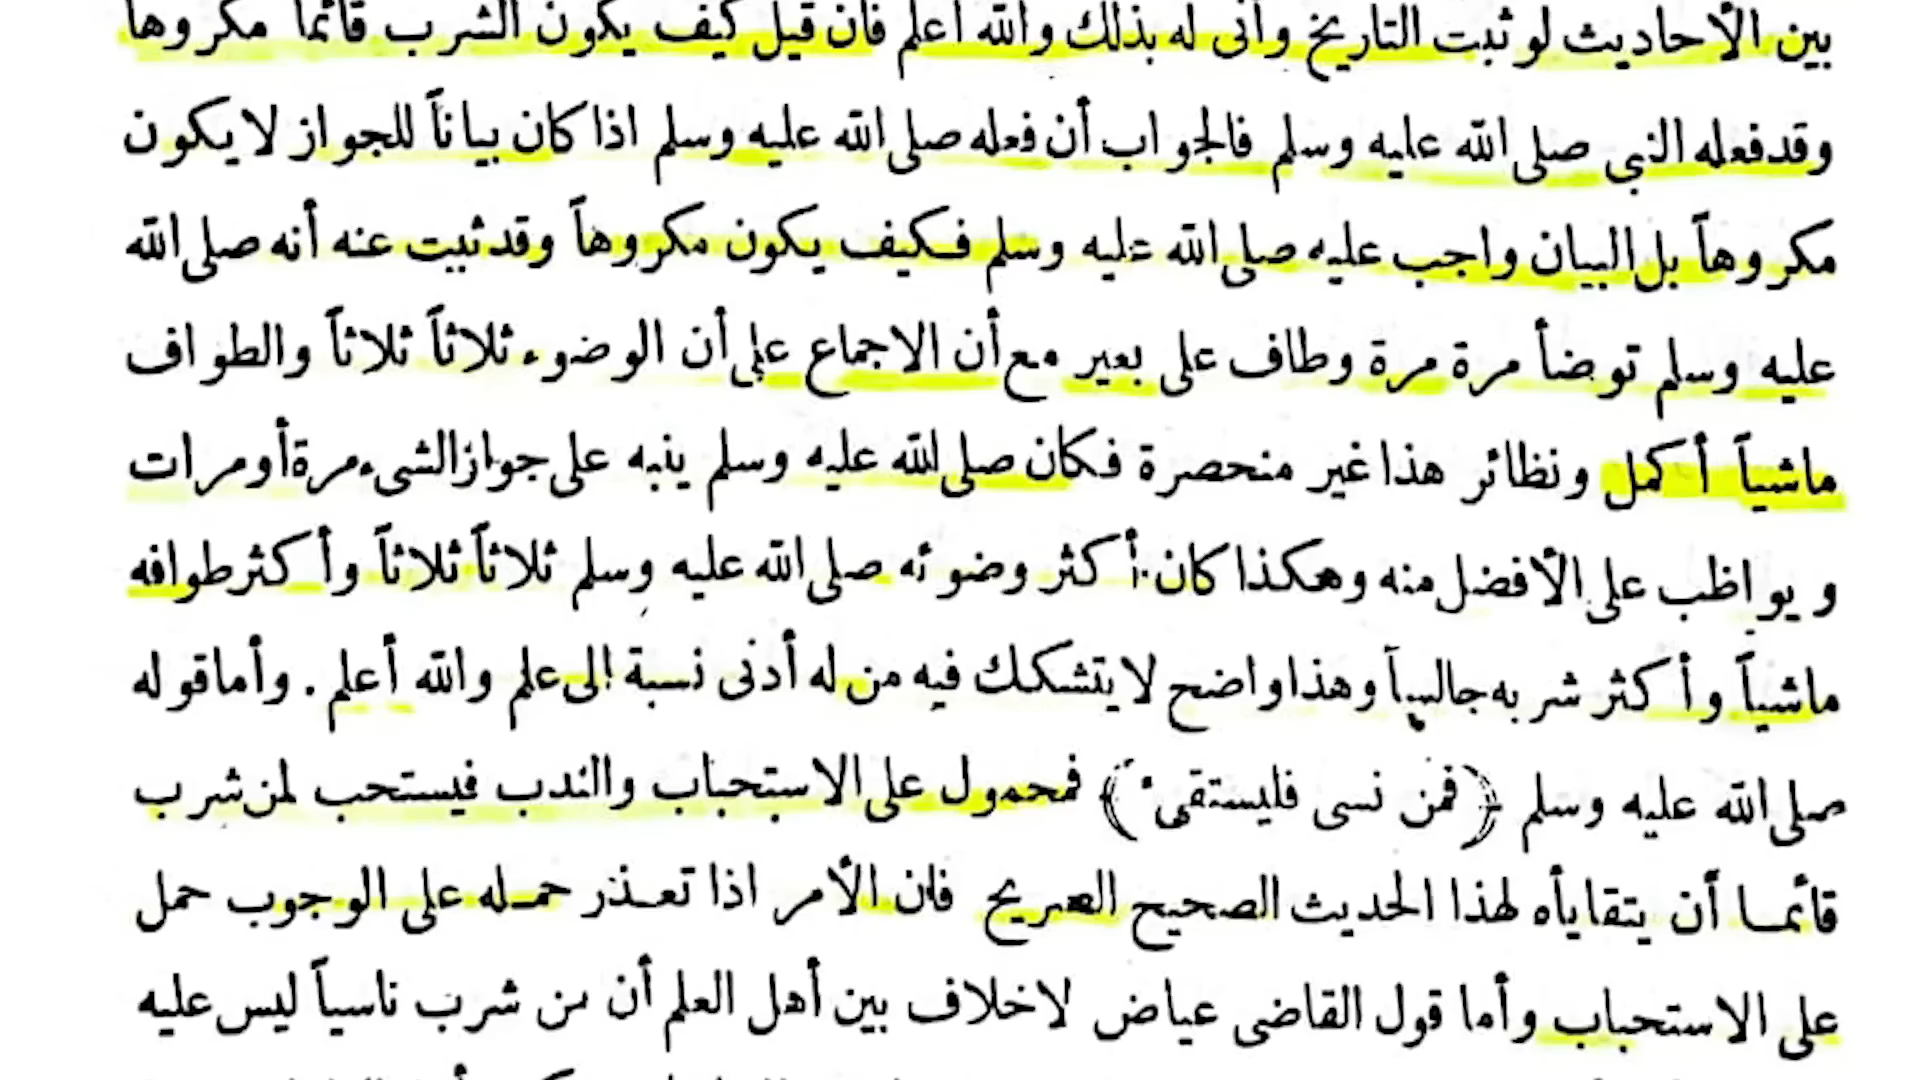 بين الأحاديث لو ثبت التاريخ وأنى له بذلك والله أعلم فان قيل كيف يكون الشرب قائما مكروها
وقد فعله النبي صلى الله عليه وسلم فالجواب أن فعله صلى الله عليه وسلم اذا كان بياناً للجواز لا يكون
مكروهاً بل البيان واجب عليه صلى الله عليه وسلم فكيف يكون مكروهاً وقد ثبت عنه أنه صلى الله
عليه وسلم توضأ مرة مرة وطاف على بعير مع أن الاجماع على أن الوضوء ثلاثاً ثلاثاً والطواف
ماشياً أكمل ونظائر هذا غير منحصرة فكان صلى الله عليه وسلم ينبه على جواز الشىء مرة أو مرات
ويواظب على الأفضل منه وهكذا كان أكثر وضوئه صلى الله عليه وسلم ثلاثاً ثلاثاً وأكثر طوافه
ماشياً وأكثر شربه جالساً وهذا واضح لا يتشكك فيه من له أدنى نسبة الى علم والله أعلم . وأما قوله
صلى الله عليه وسلم ﴿فمن نسى فليستقىء﴾ فمحمول على الاستحباب والندب فيستحب لمن شرب
قائما أن يتقايأه لهذا الحديث الصحيح الصريح فان الأمر اذا تعذر حمله على الوجوب حمل
على الاستحباب وأما قول القاضى عياض لاخلاف بين أهل العلم أن من شرب ناسياً ليس عليه